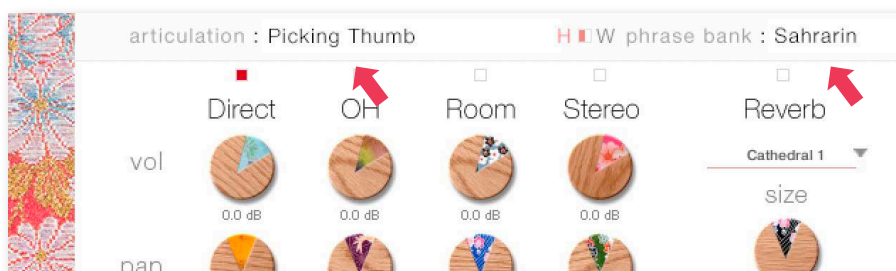 articulation : Picking Thumb H W phrase bank : Sahrarin
Direct OH Room Stereo Reverb
vol Cathedral 1
size
0.0 dB 0.0 dB 0.0 dB 0.0 dB
pan